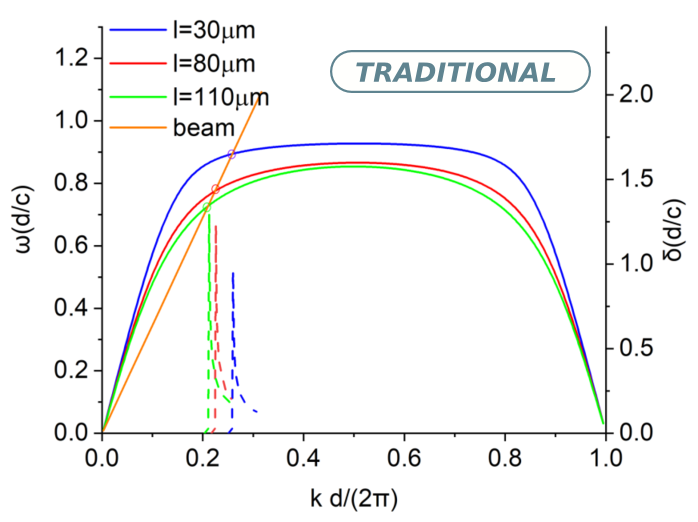 l=30μm
l=80μm
l=110μm
beam
TRADITIONAL
1.2
1.0
0.8
0.6
0.4
0.2
0.0
ω(d/c)
2.0
1.5
1.0
0.5
0.0
δ(d/c)
0.0 0.2 0.4 0.6 0.8 1.0
k d/(2π)